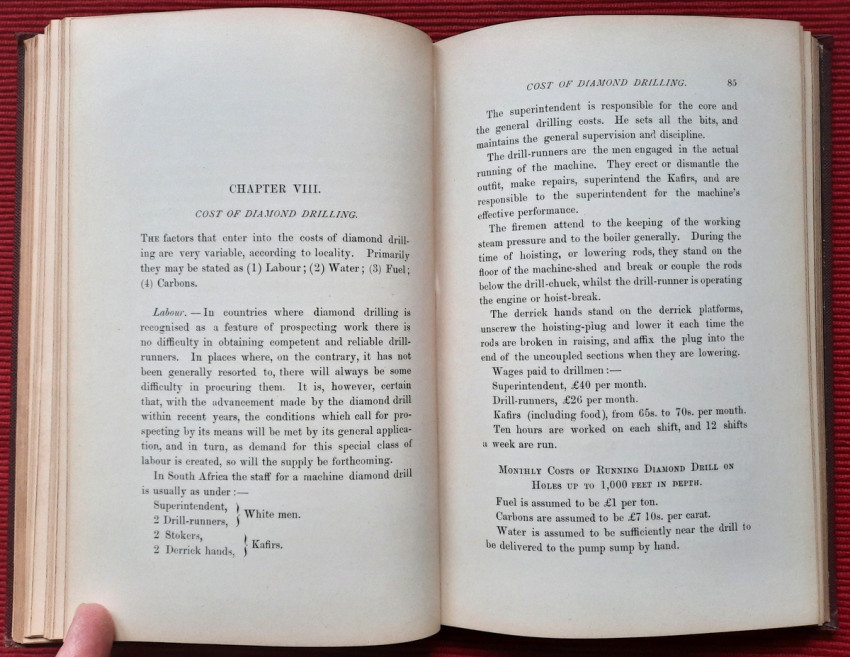 CHAPTER VIII.
COST OF DIAMOND DRILLING.
THE factors that enter into the costs of diamond drill-
ing are very variable, according to locality. Primarily
they may be stated as (1) Labour; (2) Water; (3) Fuel;
(4) Carbons.
Labour.—In countries where diamond drilling is
recognised as a feature of prospecting work there is
no difficulty in obtaining competent and reliable drill-
runners. In places where, on the contrary, it has not
been generally resorted to, there will always be some
difficulty in procuring them. It is, however, certain
that, with the advancement made by the diamond drill
within recent years, the conditions which call for pro-
specting by its means will be met by its general applica-
tion, and in turn, as demand for this special class of
labour is created, so will the supply be forthcoming.
In South Africa the staff for a machine diamond drill
is usually as under:—
Superintendent, } White men.
2 Drill-runners,
2 Stokers, } Kafirs.
2 Derrick hands,
COST OF DIAMOND DRILLING. 85
The superintendent is responsible for the core and
the general drilling costs. He sets all the bits, and
maintains the general supervision and discipline.
The drill-runners are the men engaged in the actual
running of the machine. They erect or dismantle the
outfit, make repairs, superintend the Kafirs, and are
responsible to the superintendent for the machine's
effective performance.
The firemen attend to the keeping of the working
steam pressure and to the boiler generally. During the
time of hoisting, or lowering rods, they stand on the
floor of the machine-shed and break or couple the rods
below the drill-chuck, whilst the drill-runner is operating
the engine or hoist-break.
The derrick hands stand on the derrick platforms,
unscrew the hoisting-plug and lower it each time the
rods are broken in raising, and affix the plug into the
end of the uncoupled sections when they are lowering.
Wages paid to drillmen:—
Superintendent, £40 per month.
Drill-runners, £26 per month.
Kafirs (including food), from 65s. to 70s. per month.
Ten hours are worked on each shift, and 12 shifts
a week are run.
MONTHLY COSTS OF RUNNING DIAMOND DRILL ON
HOLES UP TO 1,000 FEET IN DEPTH.
Fuel is assumed to be £1 per ton.
Carbons are assumed to be £7 10s. per carat.
Water is assumed to be sufficiently near the drill to
be delivered to the pump sump by hand.